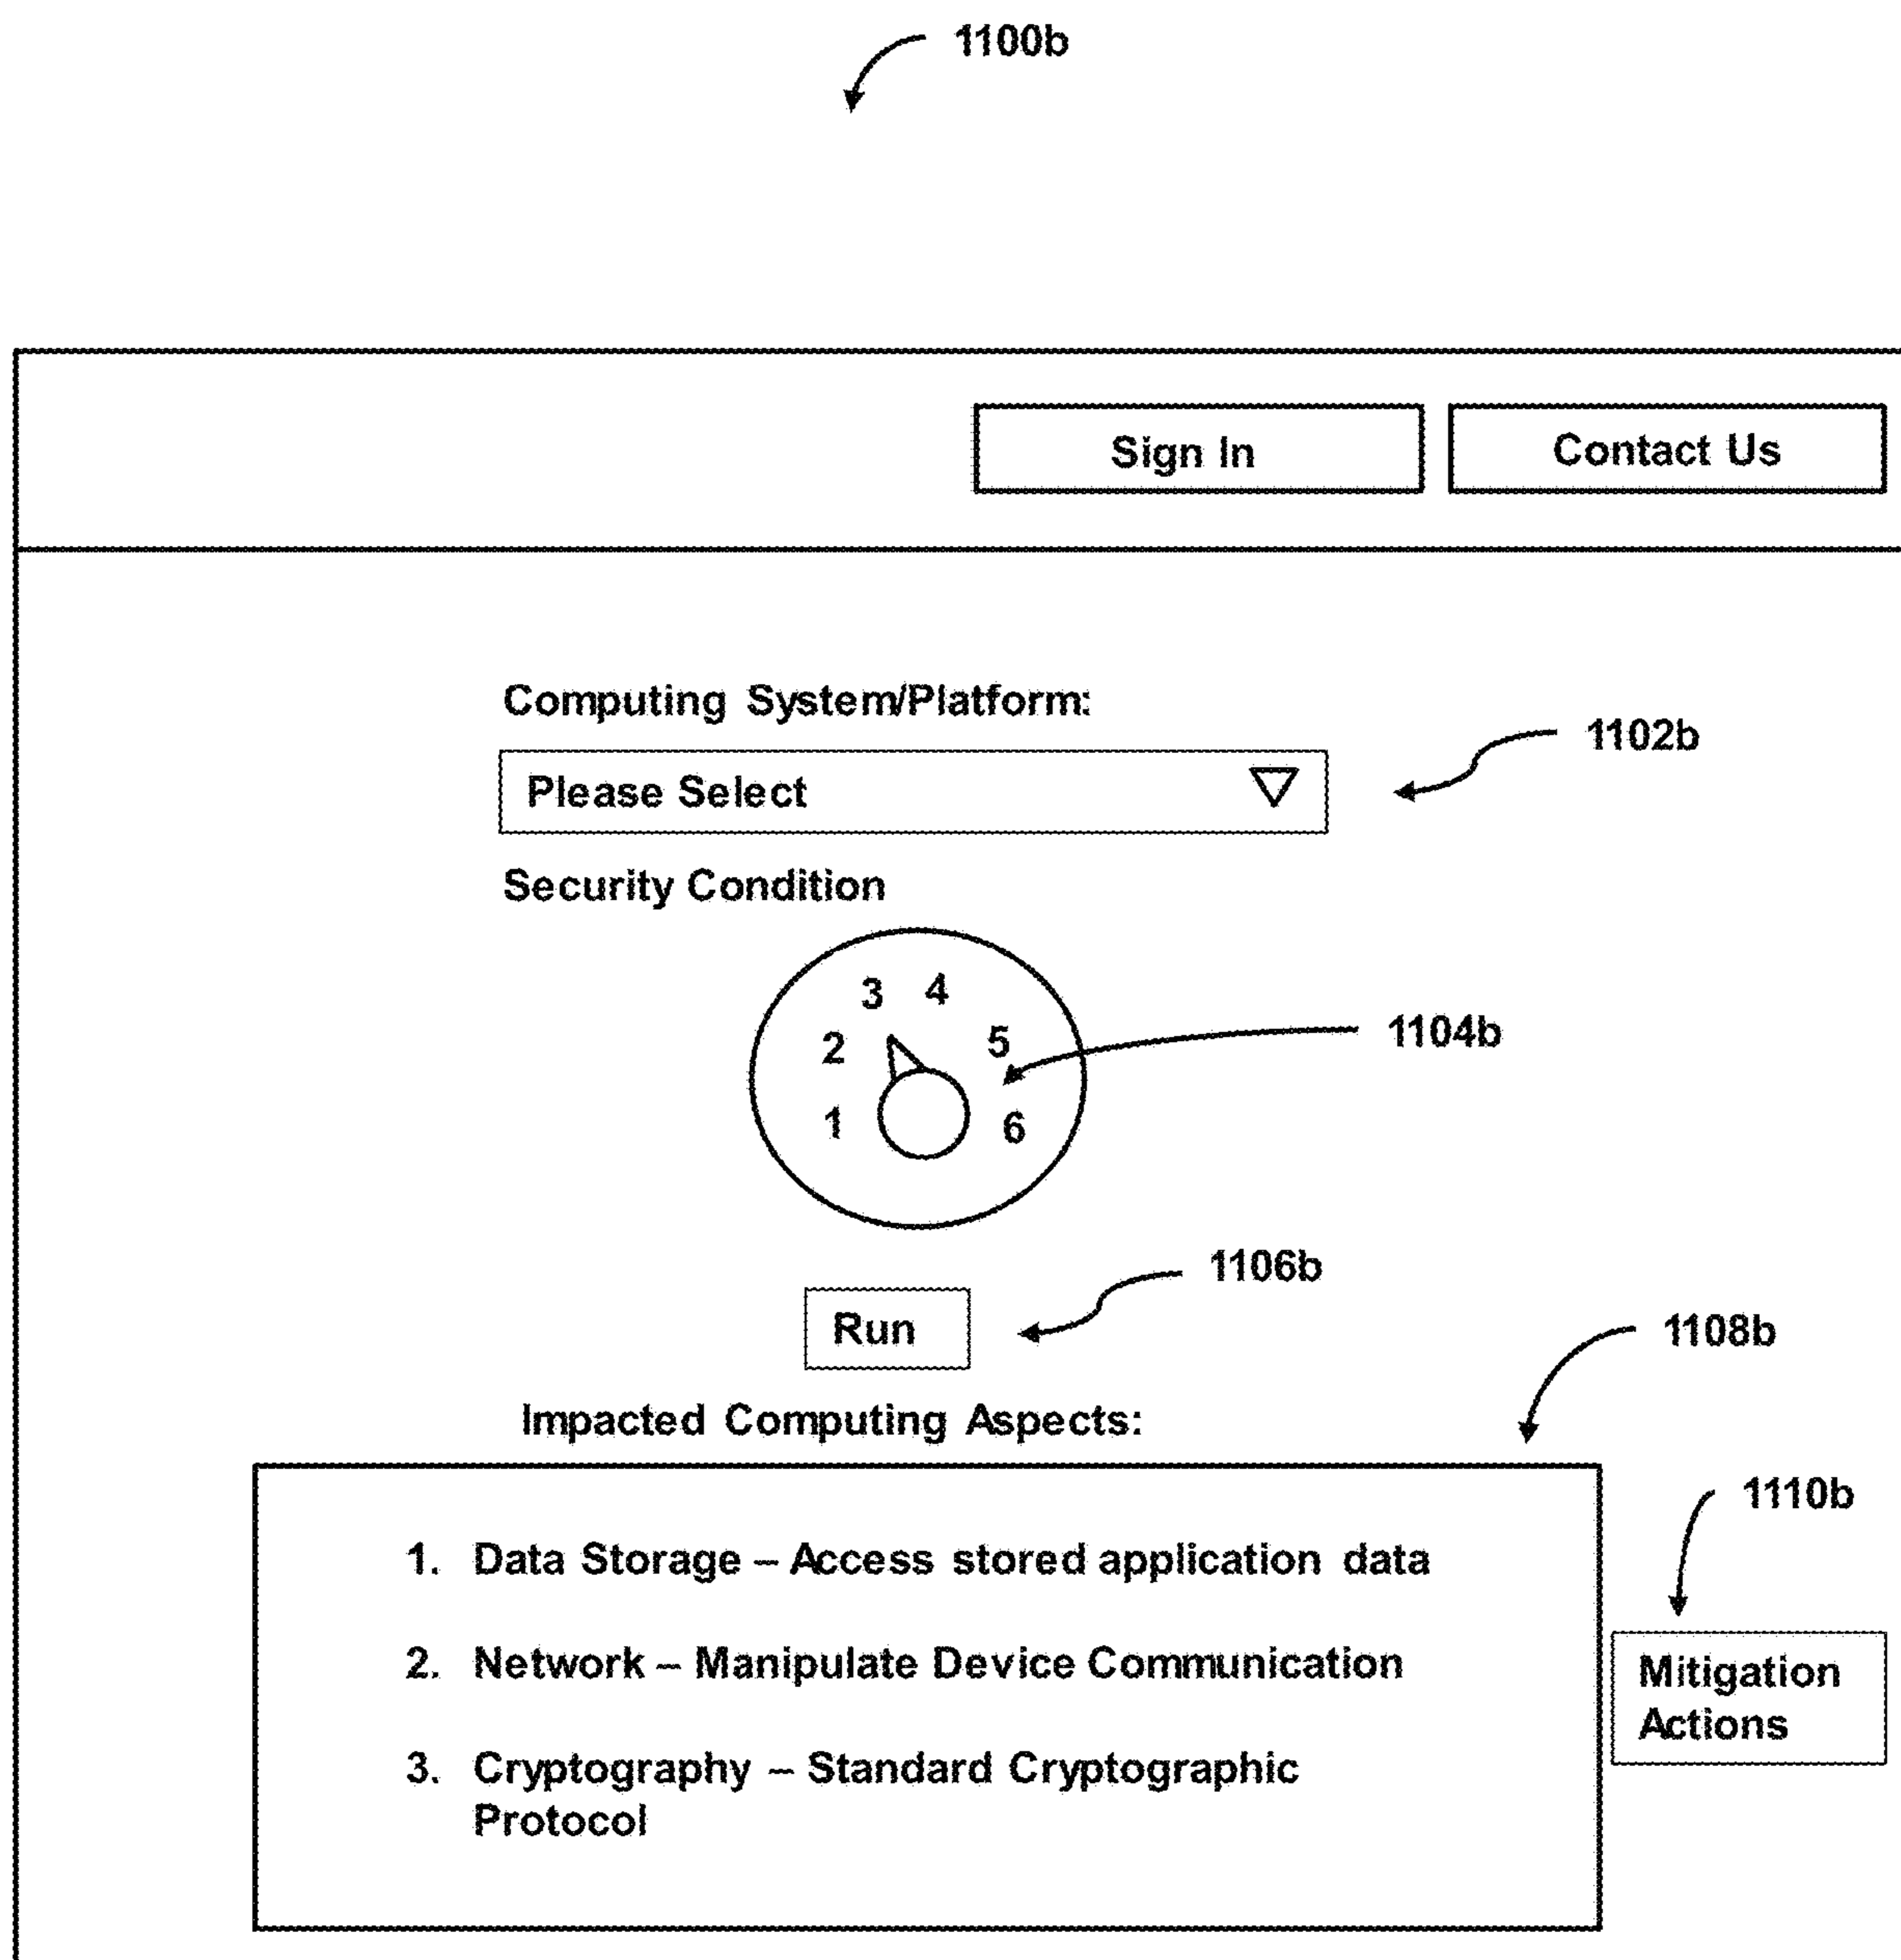 1100b
Sign In
Contact Us
Computing System/Platform:
Please Select
1102b
Security Condition
3 4
2 5
1104b
1 6
1106b
Run
1108b
Impacted Computing Aspects:
1110b
1. Data Storage – Access stored application data
2. Network – Manipulate Device Communication
Mitigation
Actions
3. Cryptography – Standard Cryptographic
Protocol